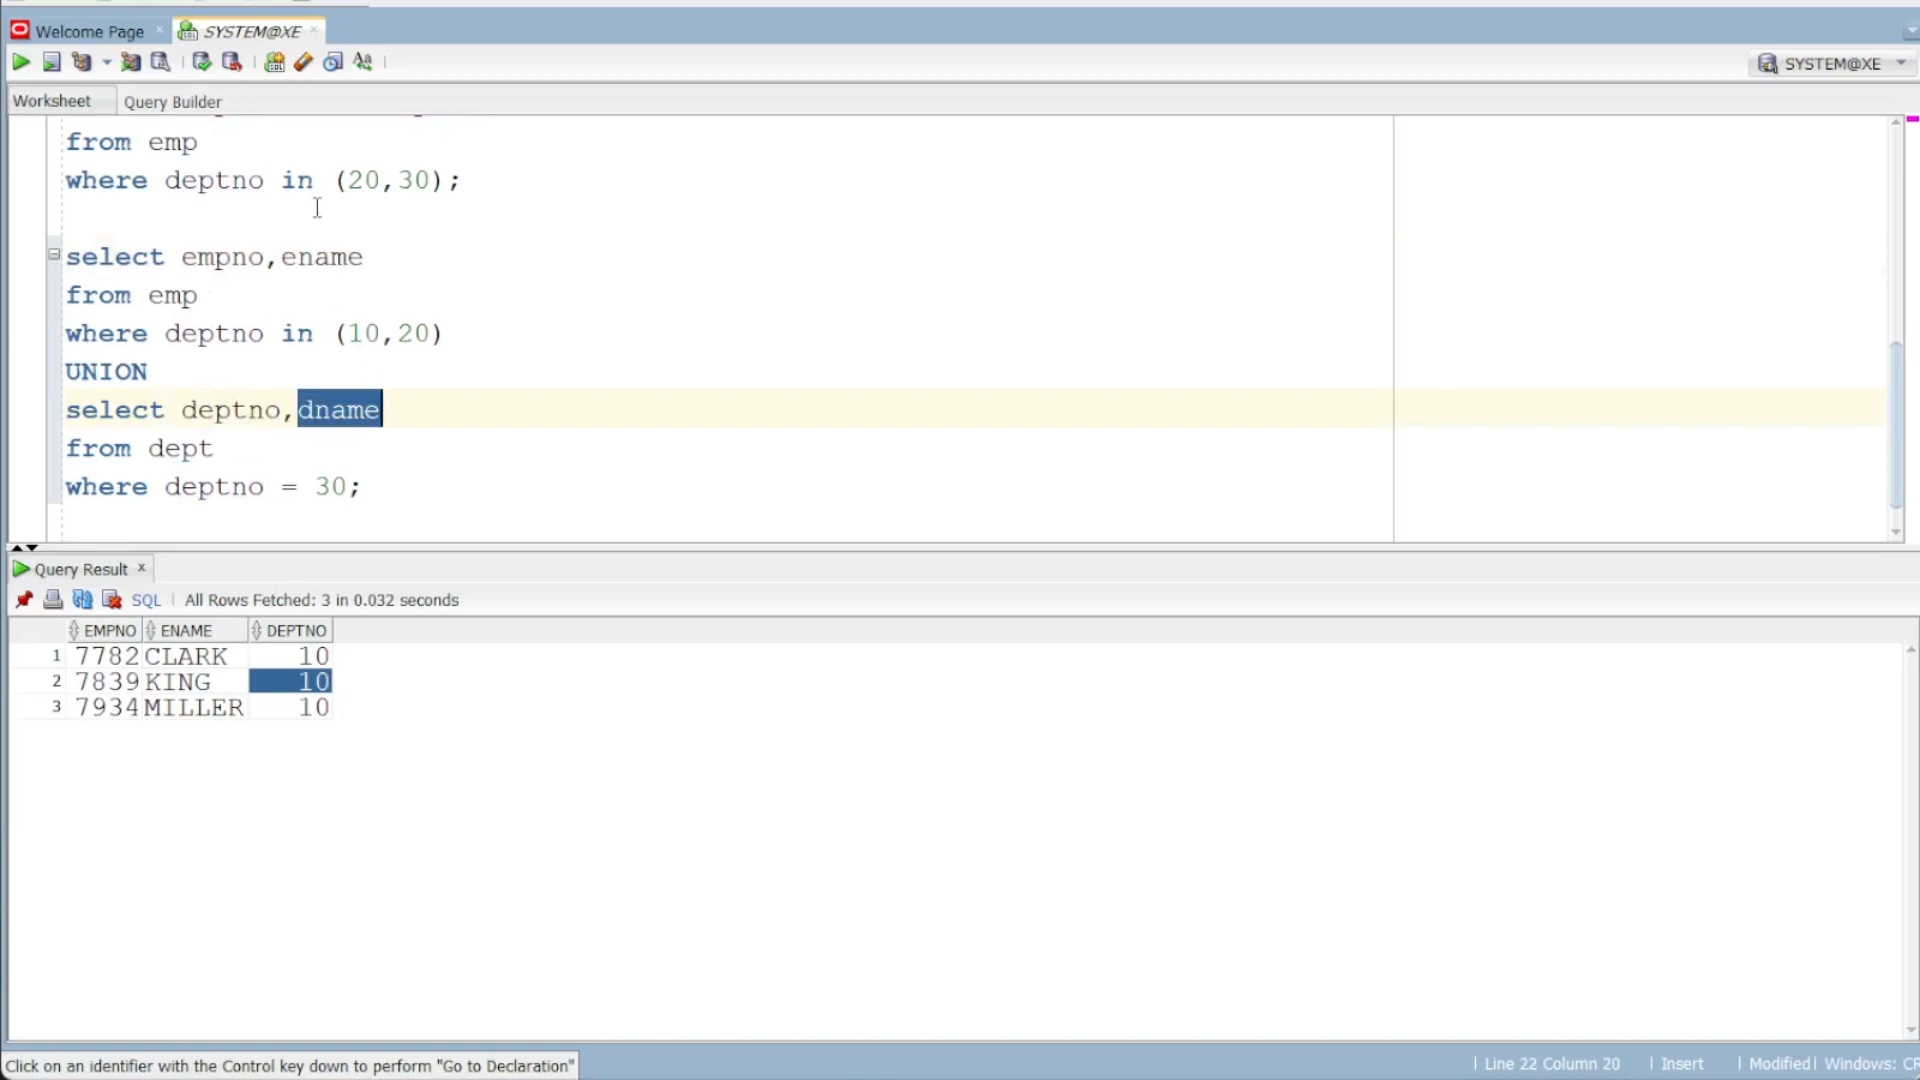 Welcome Page
SYSTEM@XE
SYSTEM@XE
Worksheet
Query Builder
from emp
where deptno in (20,30);
select empno,ename
from emp
where deptno in (10,20)
UNION
select deptno,dname
from dept
where deptno = 30;
Query Result
SQL | All Rows Fetched: 3 in 0.032 seconds
EMPNO ENAME DEPTNO
1 7782 CLARK 10
2 7839 KING 10
3 7934 MILLER 10
Click on an identifier with the Control key down to perform "Go to Declaration"
| Line 22 Column 20 | Insert | Modified | Windows: CR